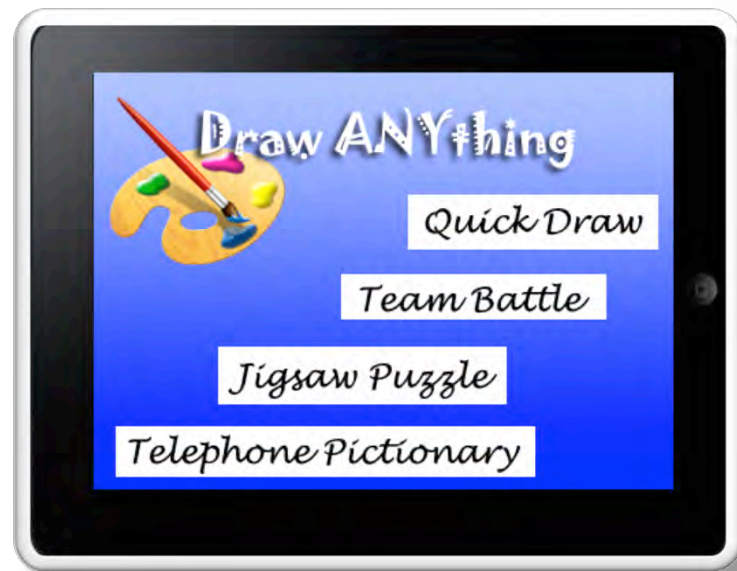 Draw ANYthing
Quick Draw
Team Battle
Jigsaw Puzzle
Telephone Pictionary